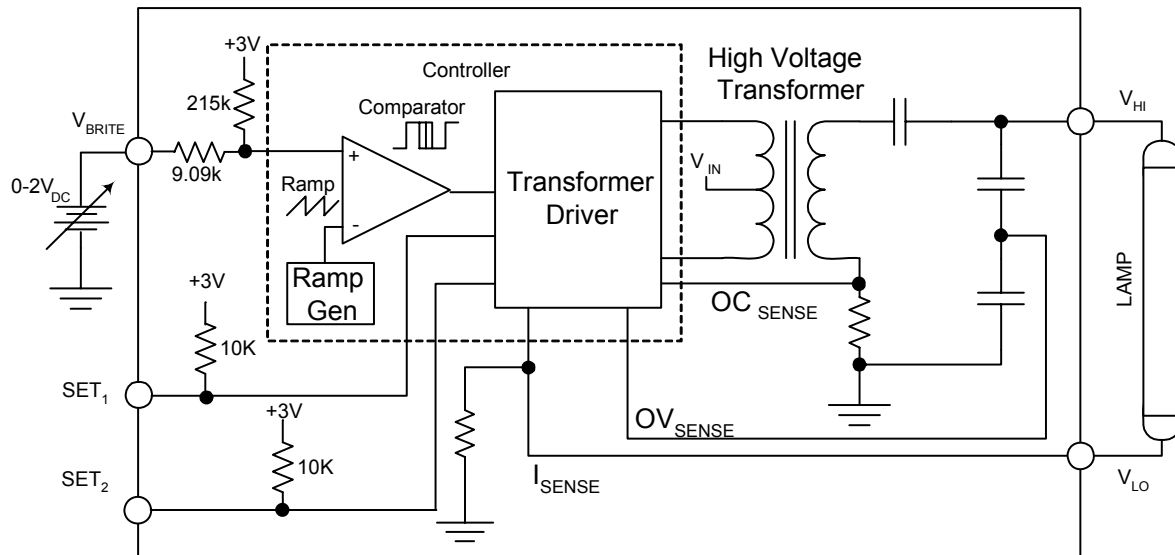 +3V
Controller
High Voltage
Transformer
215k
Comparator
V_BRITE
V_HI
9.09k
+
V_IN
0-2V_DC
Ramp
Transformer
Driver
-
Ramp
Gen
+3V
OC_SENSE
LAMP
10K
SET_1
+3V
OV_SENSE
10K
SET_2
I_SENSE
V_LO